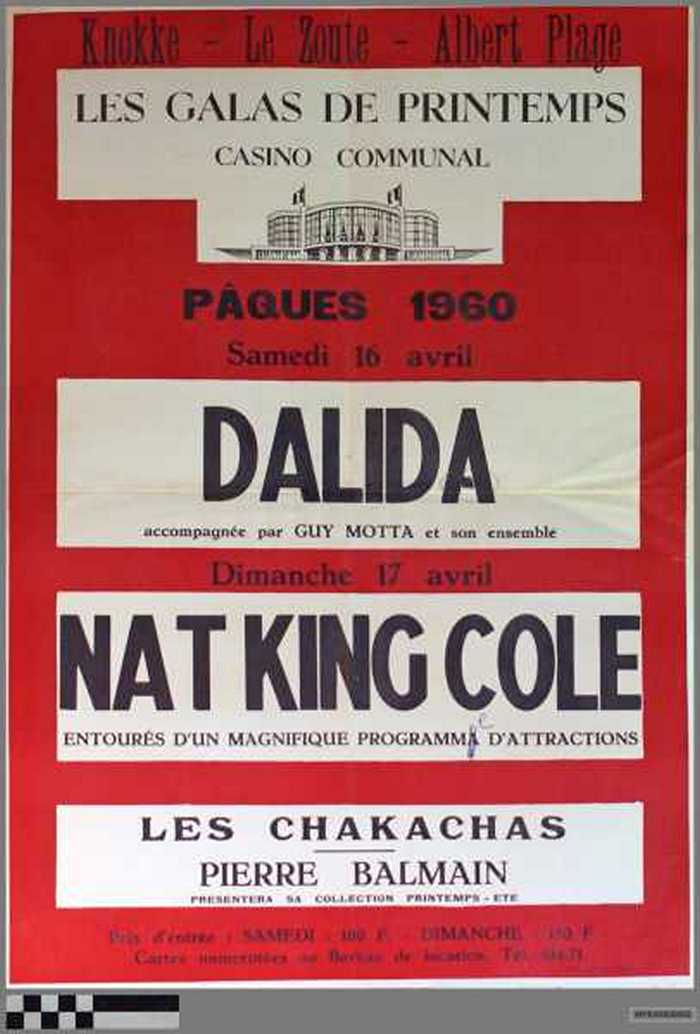 Knokke - Le Zoute - Albert Plage
LES GALAS DE PRINTEMPS
CASINO COMMUNAL
PÂQUES 1960
Samedi 16 avril
DALIDA
accompagnée par GUY MOTTA et son ensemble
Dimanche 17 avril
NAT KING COLE
ENTOURÉS D'UN MAGNIFIQUE PROGRAMMA D'ATTRACTIONS
e
LES CHAKACHAS
PIERRE BALMAIN
PRESENTERA SA COLLECTION PRINTEMPS - ETE
Prix d'entrée : SAMEDI : 100 F. - DIMANCHE : 150 F.
Cartes numérotées au Bureau de location, Tél.